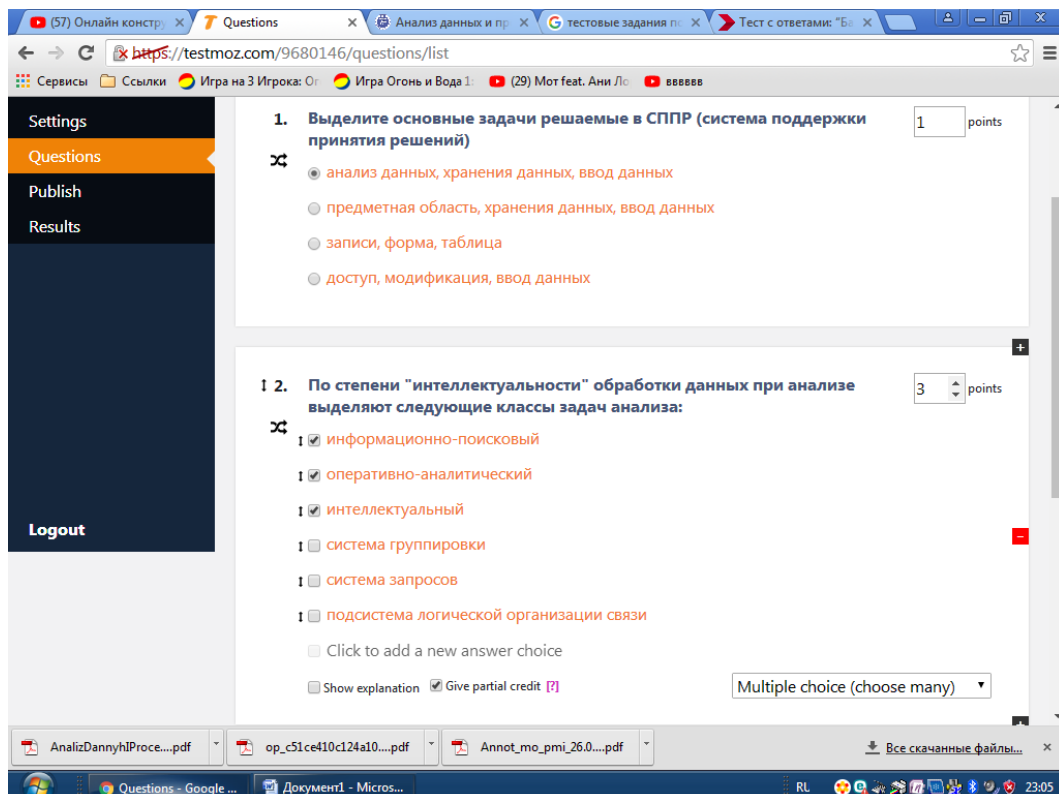 (57) Онлайн констру
Questions
Анализ данных и пр
тестовые задания по
Тест с ответами: "Ба
https://testmoz.com/9680146/questions/list
Сервисы Ссылки Игра на 3 Игрока: Ог Игра Огонь и Вода 1: (29) Мот feat. Ани Ло вввввв
Settings
Questions
Publish
Results
Logout
1. Выделите основные задачи решаемые в СППР (система поддержки
принятия решений)
1 points
анализ данных, хранения данных, ввод данных
предметная область, хранения данных, ввод данных
записи, форма, таблица
доступ, модификация, ввод данных
2. По степени "интеллектуальности" обработки данных при анализе
выделяют следующие классы задач анализа:
3 points
информационно-поисковый
оперативно-аналитический
интеллектуальный
система группировки
система запросов
подсистема логической организации связи
Click to add a new answer choice
Show explanation Give partial credit [?]
Multiple choice (choose many)
AnalizDannyhIProce....pdf
op_c51ce410c124a10....pdf
Annot_mo_pmi_26.0....pdf
Все скачанные файлы...
Questions - Google ...
Документ1 - Micros...
RL
23:05